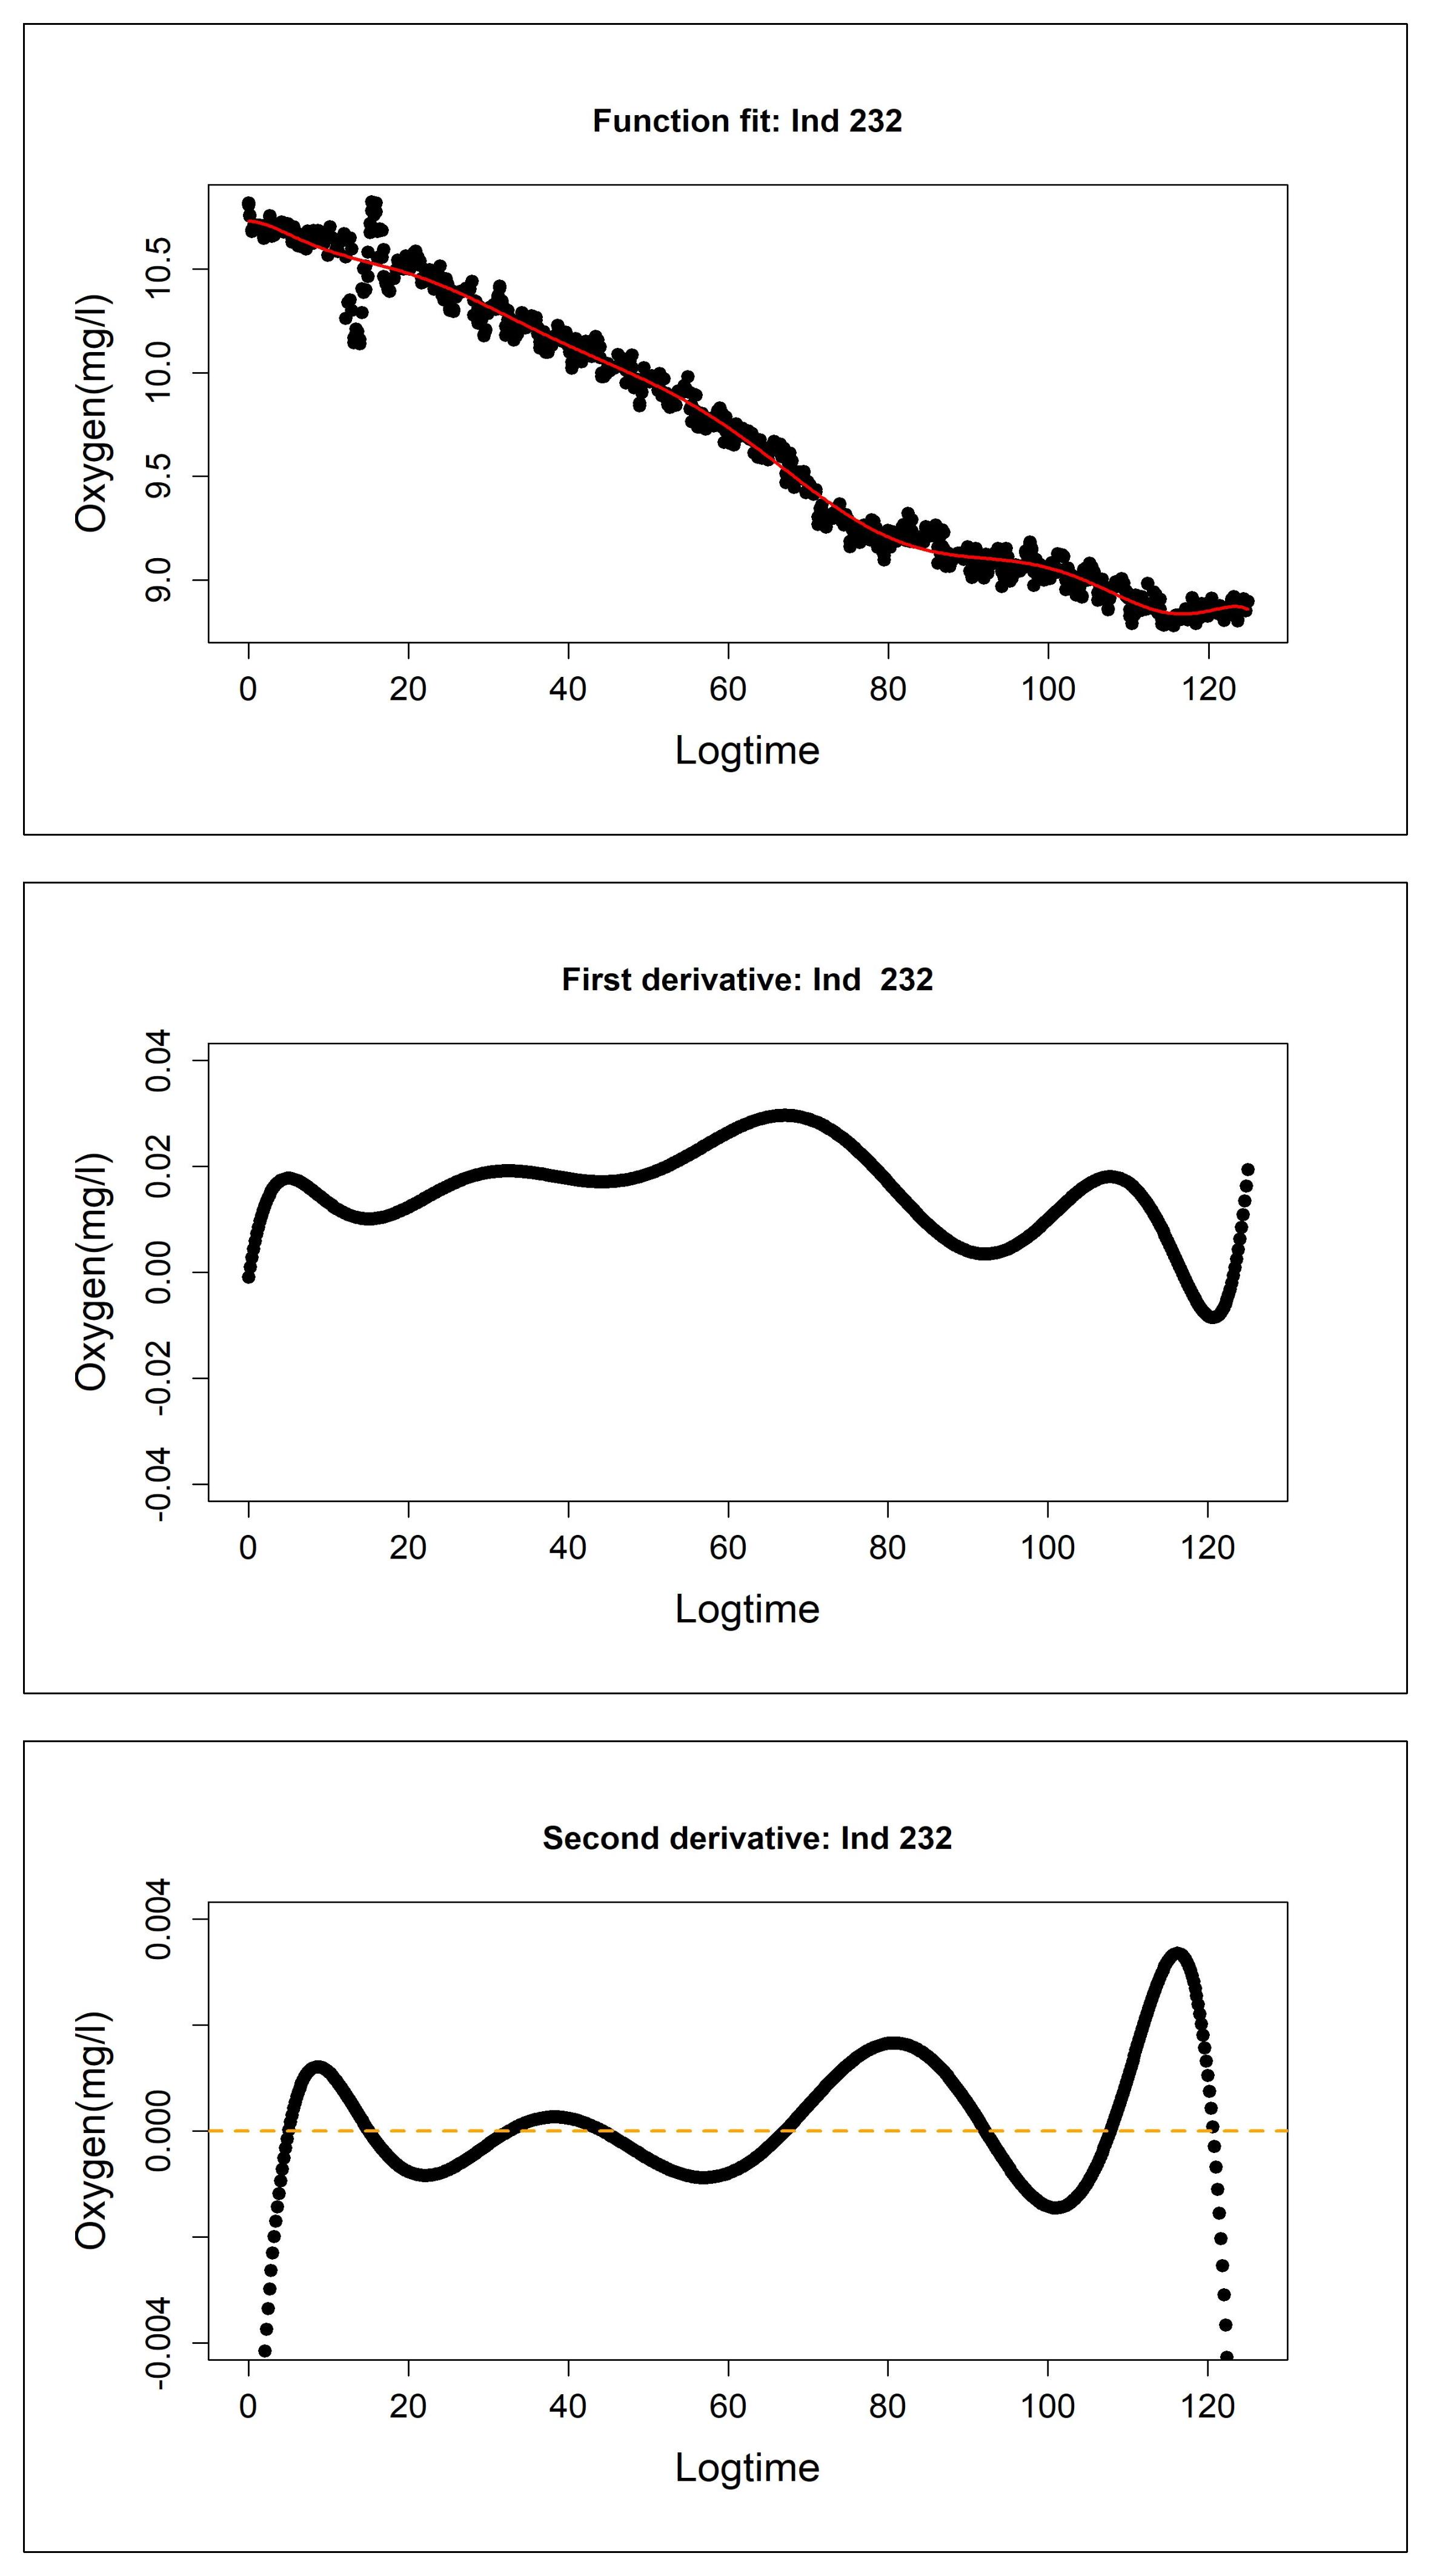 Function fit: Ind 232
Oxygen(mg/l)
10.5
10.0
9.5
9.0
0 20 40 60 80 100 120
Logtime
First derivative: Ind  232
Oxygen(mg/l)
0.04
0.02
0.00
-0.02
-0.04
0 20 40 60 80 100 120
Logtime
Second derivative: Ind 232
Oxygen(mg/l)
0.004
0.000
-0.004
0 20 40 60 80 100 120
Logtime